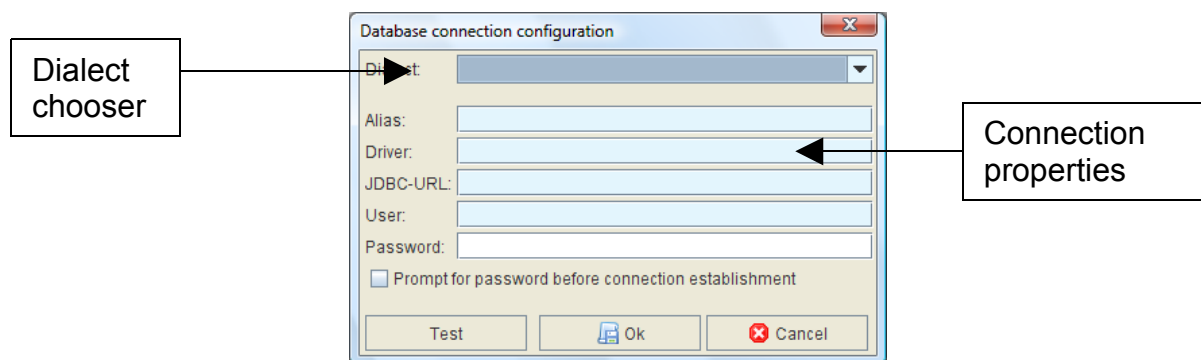 Database connection configuration
Dialect
chooser
Dialect:
Alias:
Driver:
Connection
properties
JDBC-URL:
User:
Password:
Prompt for password before connection establishment
Test
Ok
Cancel